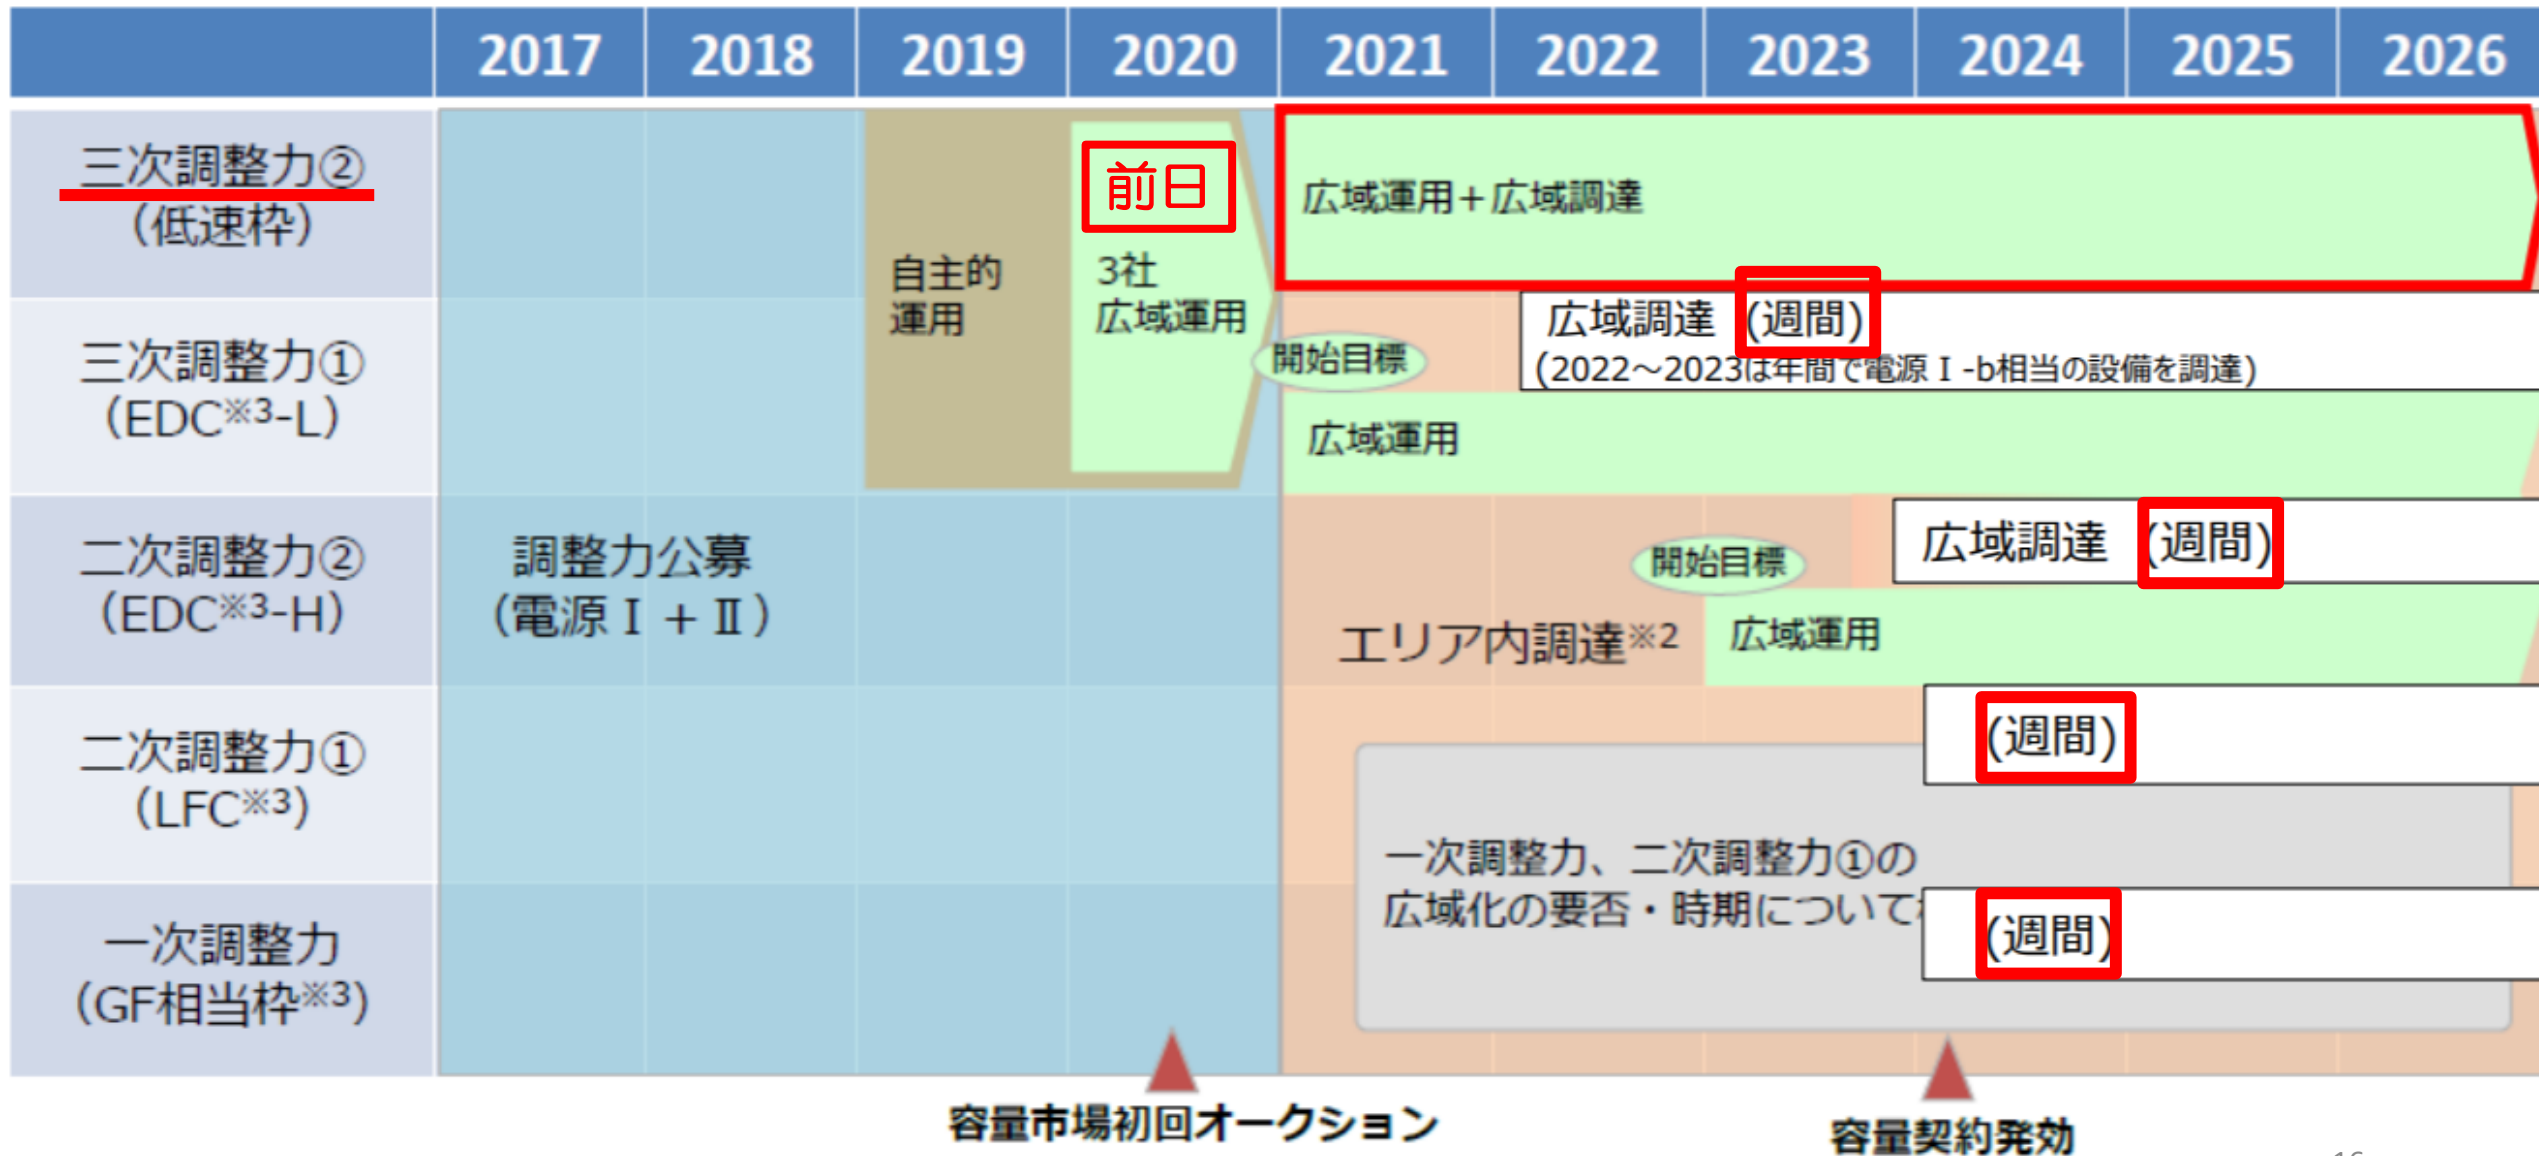 2017 2018 2019 2020 2021 2022 2023 2024 2025 2026
三次調整力②
(低速枠)
前日
広域運用＋広域調達
自主的
運用
3社
広域運用
三次調整力①
(EDC※3-L)
開始目標
広域調達 (週間)
(2022～2023は年間で電源Ⅰ-b相当の設備を調達)
広域運用
二次調整力②
(EDC※3-H)
調整力公募
(電源Ⅰ＋Ⅱ)
開始目標
広域調達 (週間)
エリア内調達※2
広域運用
二次調整力①
(LFC※3)
(週間)
一次調整力、二次調整力①の
広域化の要否・時期について
一次調整力
(GF相当枠※3)
(週間)
容量市場初回オークション
容量契約発効